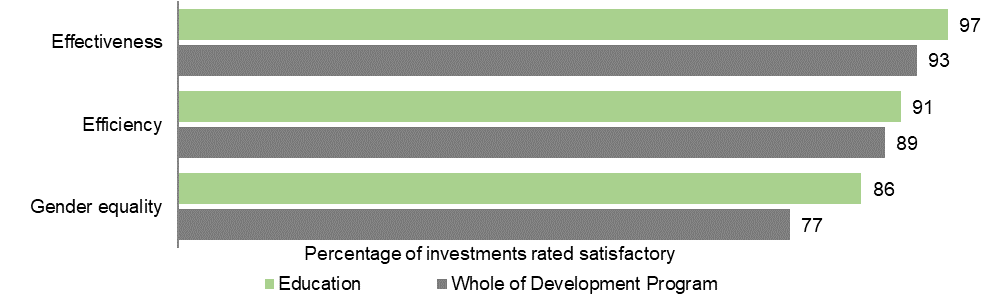 Effectiveness
97
93
Efficiency
91
89
Gender equality
86
77
Percentage of investments rated satisfactory
Education
Whole of Development Program